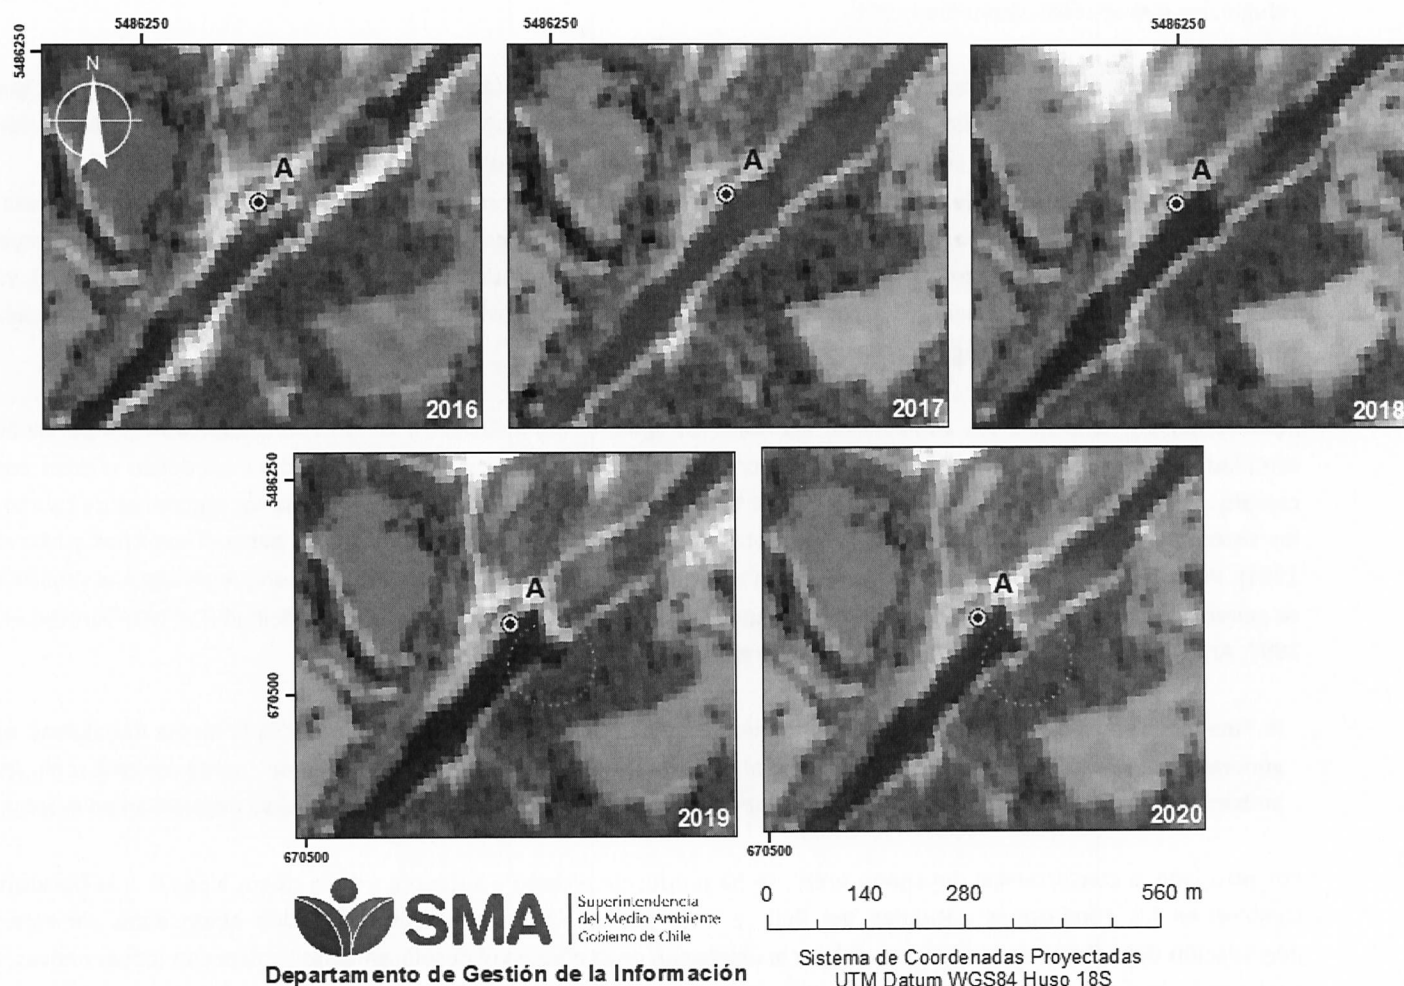 5486250
5486250
5486250
5486250
N
A
A
A
2016
2017
2018
5486250
A
A
670500
2019
2020
670500
670500
SMA
Superintendencia
del Medio Ambiente
Gobierno de Chile
0 140 280 560 m
Departamento de Gestión de la Información
Sistema de Coordenadas Proyectadas
UTM Datum WGS84 Huso 18S